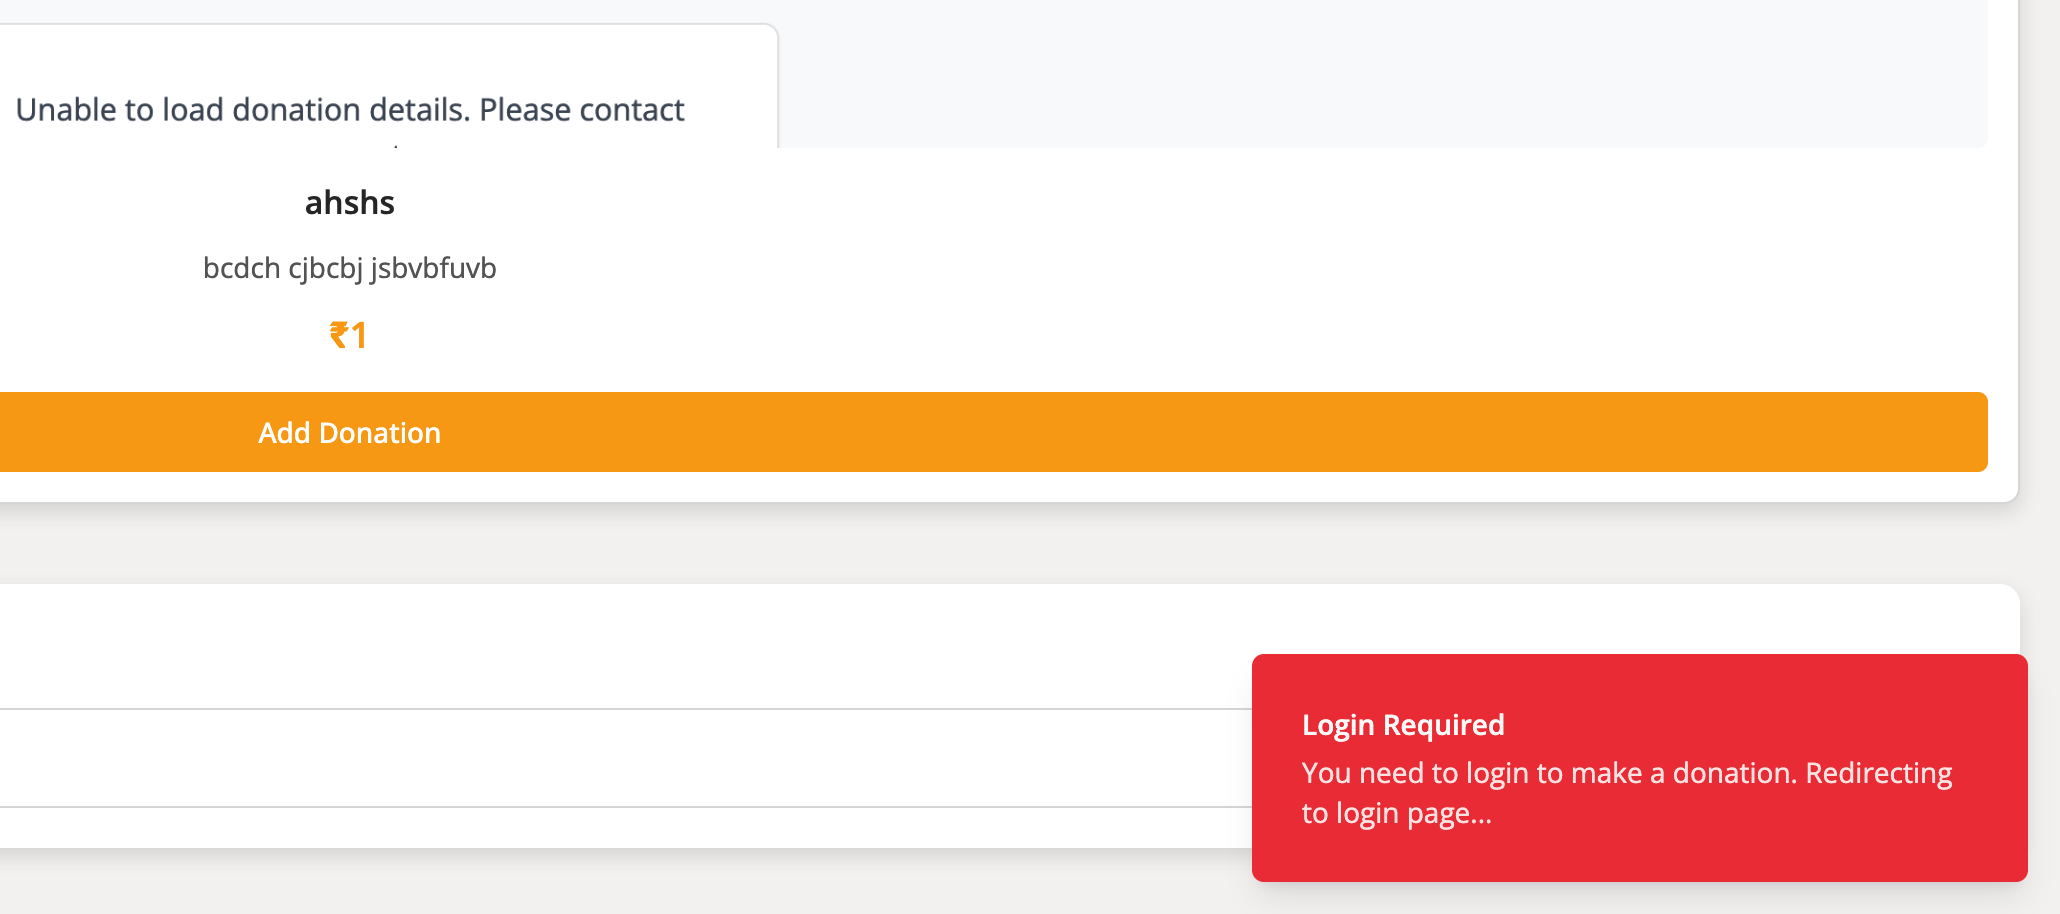 Unable to load donation details. Please contact
ahshs
bcdch cjbcbj jsbvbfuvb
₹1
Add Donation
Login Required
You need to login to make a donation. Redirecting
to login page...